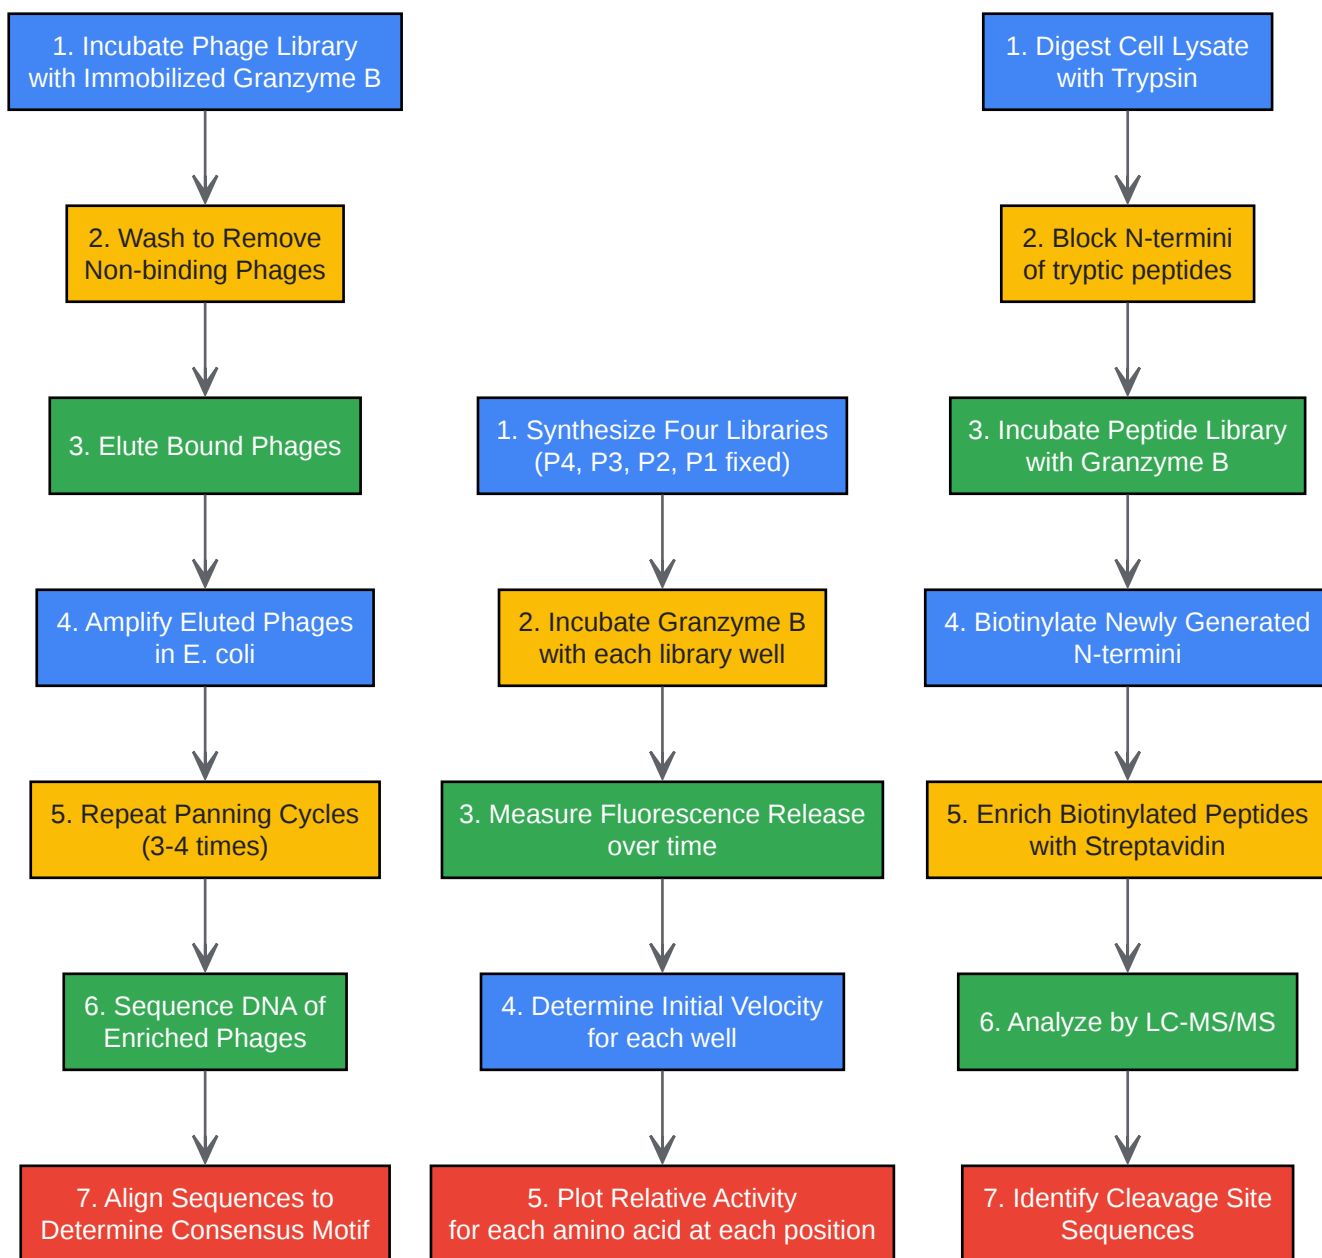 1. Incubate Phage Library
with Immobilized Granzyme B
2. Wash to Remove
Non-binding Phages
3. Elute Bound Phages
4. Amplify Eluted Phages
in E. coli
5. Repeat Panning Cycles
(3-4 times)
6. Sequence DNA of
Enriched Phages
7. Align Sequences to
Determine Consensus Motif
1. Synthesize Four Libraries
(P4, P3, P2, P1 fixed)
2. Incubate Granzyme B
with each library well
3. Measure Fluorescence Release
over time
4. Determine Initial Velocity
for each well
5. Plot Relative Activity
for each amino acid at each position
1. Digest Cell Lysate
with Trypsin
2. Block N-termini
of tryptic peptides
3. Incubate Peptide Library
with Granzyme B
4. Biotinylate Newly Generated
N-termini
5. Enrich Biotinylated Peptides
with Streptavidin
6. Analyze by LC-MS/MS
7. Identify Cleavage Site
Sequences